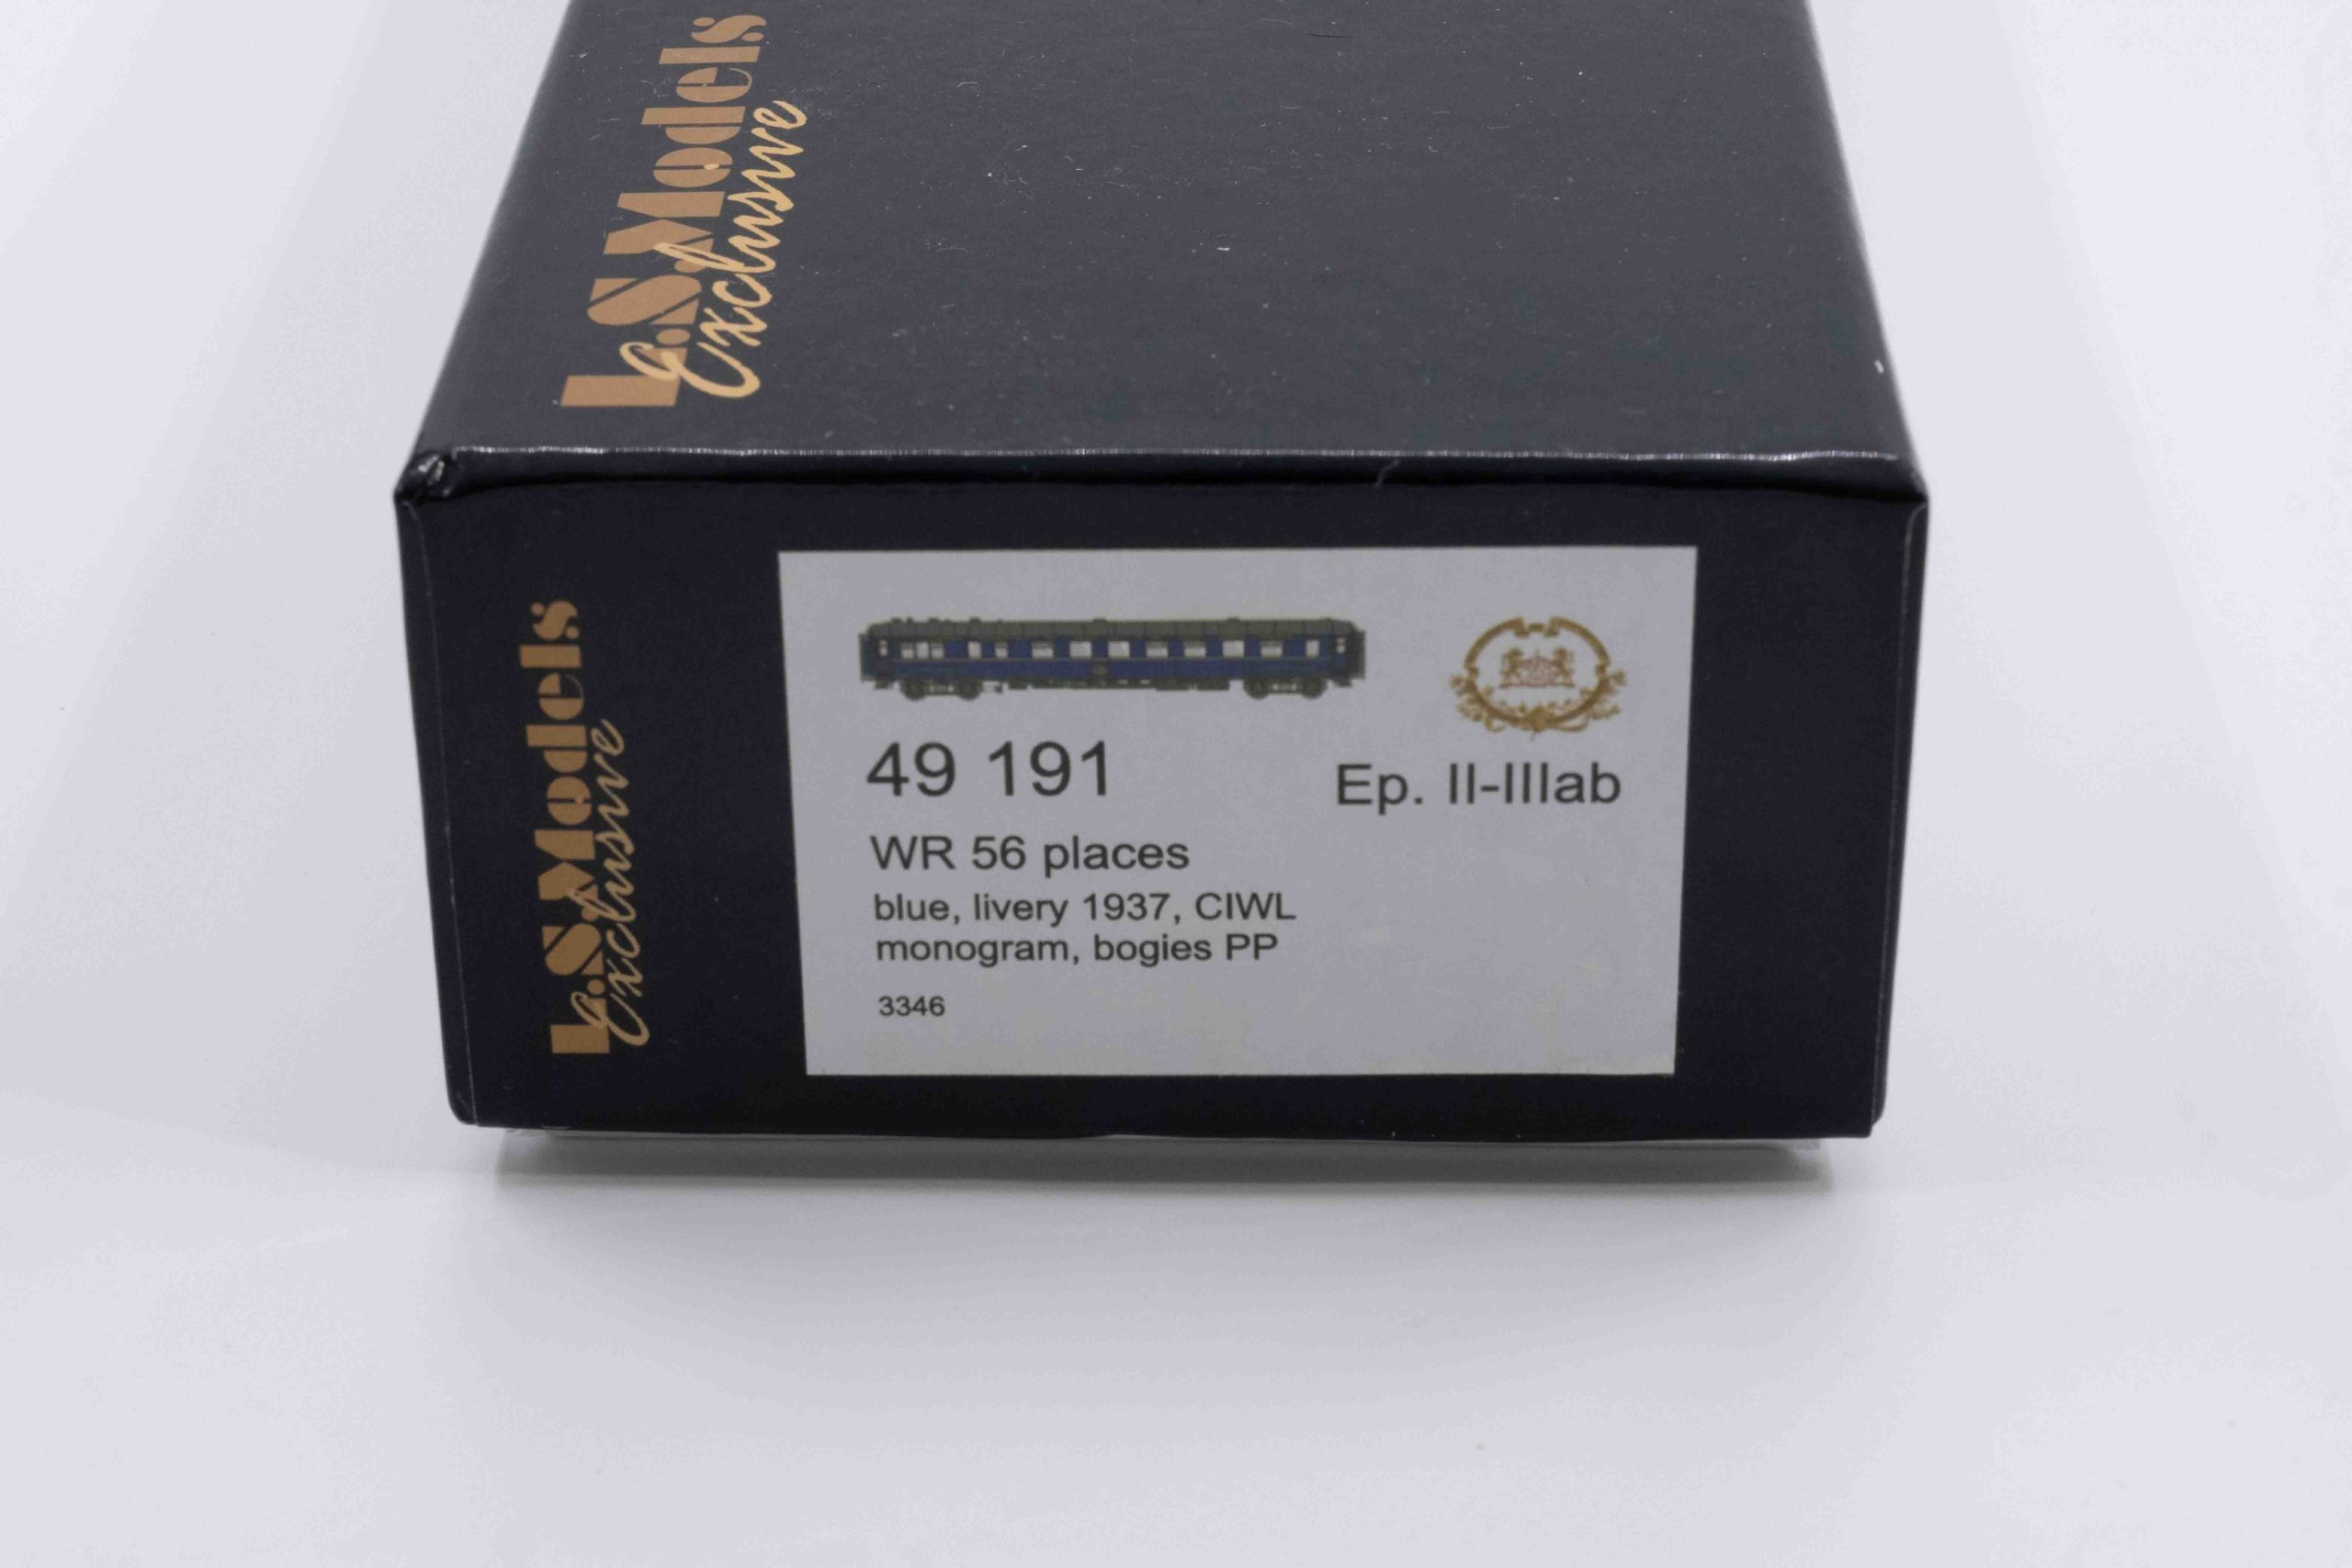 L.S.Models
Exclusive
L.S.Models
Exclusive
49 191
Ep. II-IIIab
WR 56 places
blue, livery 1937, CIWL
monogram, bogies PP
3346